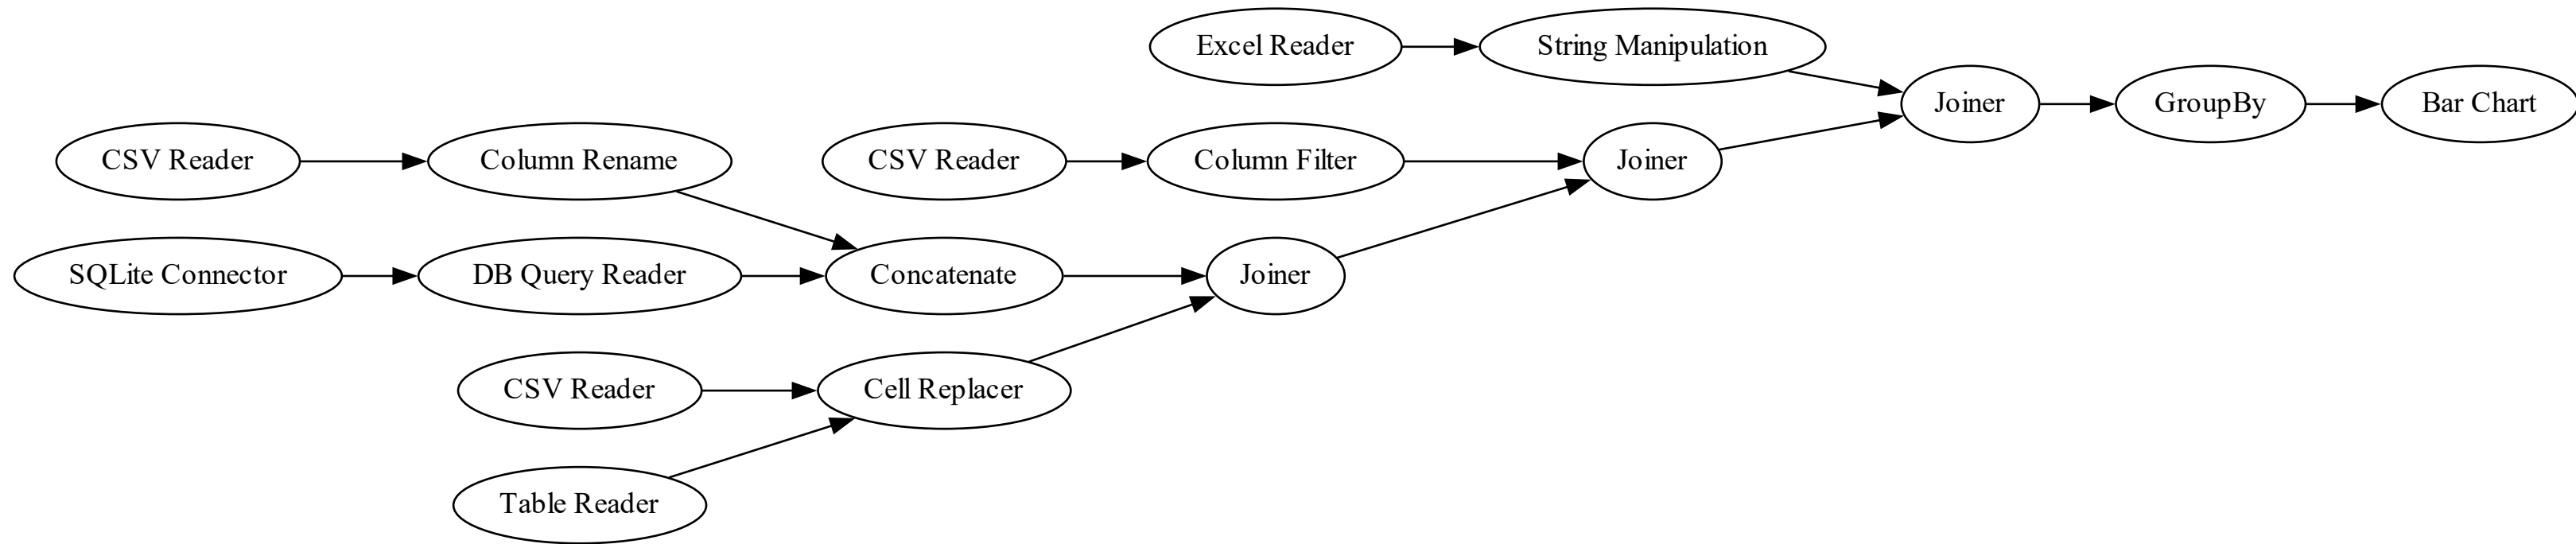 Excel Reader
String Manipulation
Joiner
GroupBy
Bar Chart
CSV Reader
Column Rename
CSV Reader
Column Filter
Joiner
SQLite Connector
DB Query Reader
Concatenate
Joiner
CSV Reader
Cell Replacer
Table Reader